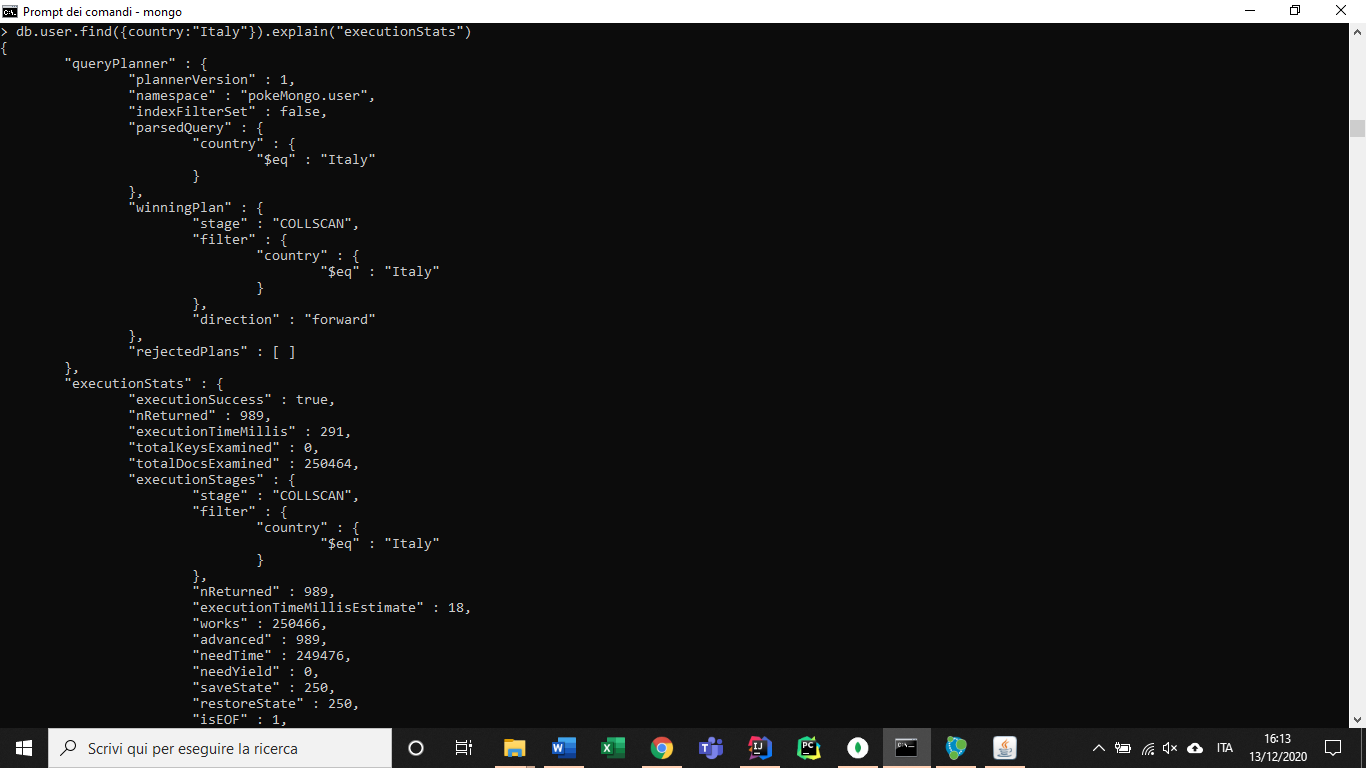 Prompt dei comandi - mongo
> db.user.find({country:"Italy"}).explain("executionStats")
{
        "queryPlanner" : {
                "plannerVersion" : 1,
                "namespace" : "pokeMongo.user",
                "indexFilterSet" : false,
                "parsedQuery" : {
                        "country" : {
                                "$eq" : "Italy"
                        }
                },
                "winningPlan" : {
                        "stage" : "COLLSCAN",
                        "filter" : {
                                "country" : {
                                        "$eq" : "Italy"
                                }
                        },
                        "direction" : "forward"
                },
                "rejectedPlans" : [ ]
        },
        "executionStats" : {
                "executionSuccess" : true,
                "nReturned" : 989,
                "executionTimeMillis" : 291,
                "totalKeysExamined" : 0,
                "totalDocsExamined" : 250464,
                "executionStages" : {
                        "stage" : "COLLSCAN",
                        "filter" : {
                                "country" : {
                                        "$eq" : "Italy"
                                }
                        },
                        "nReturned" : 989,
                        "executionTimeMillisEstimate" : 18,
                        "works" : 250466,
                        "advanced" : 989,
                        "needTime" : 249476,
                        "needYield" : 0,
                        "saveState" : 250,
                        "restoreState" : 250,
                        "isEOF" : 1,
Scrivi qui per eseguire la ricerca
ITA
16:13
13/12/2020